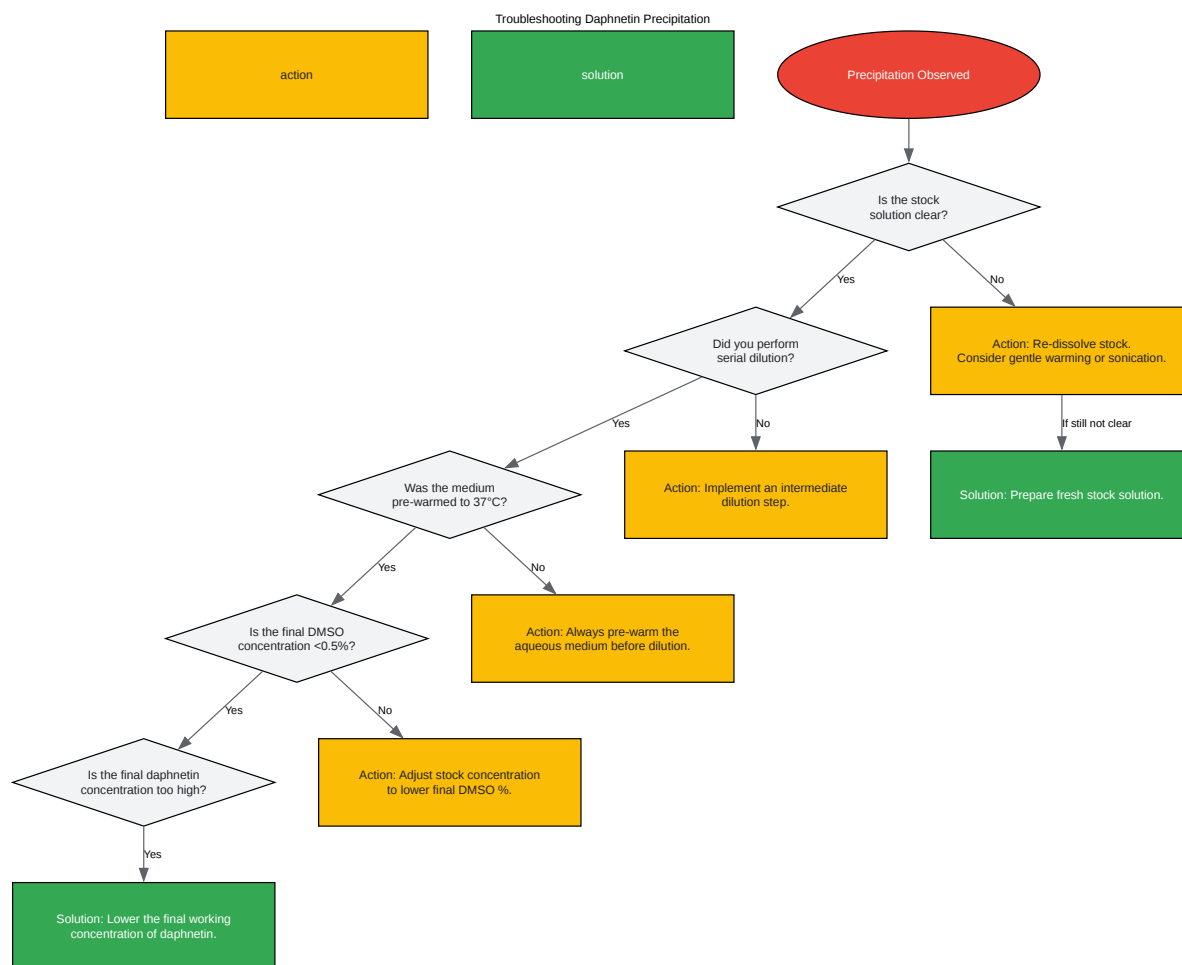 Troubleshooting Daphnetin Precipitation
action
solution
Precipitation Observed
Is the stock
solution clear?
Yes
No
Did you perform
serial dilution?
Action: Re-dissolve stock.
Consider gentle warming or sonication.
Yes
No
If still not clear
Was the medium
pre-warmed to 37°C?
Action: Implement an intermediate
dilution step.
Solution: Prepare fresh stock solution.
Yes
No
Is the final DMSO
concentration <0.5%?
Action: Always pre-warm the
aqueous medium before dilution.
Yes
No
Is the final daphnetin
concentration too high?
Action: Adjust stock concentration
to lower final DMSO %.
Yes
Solution: Lower the final working
concentration of daphnetin.